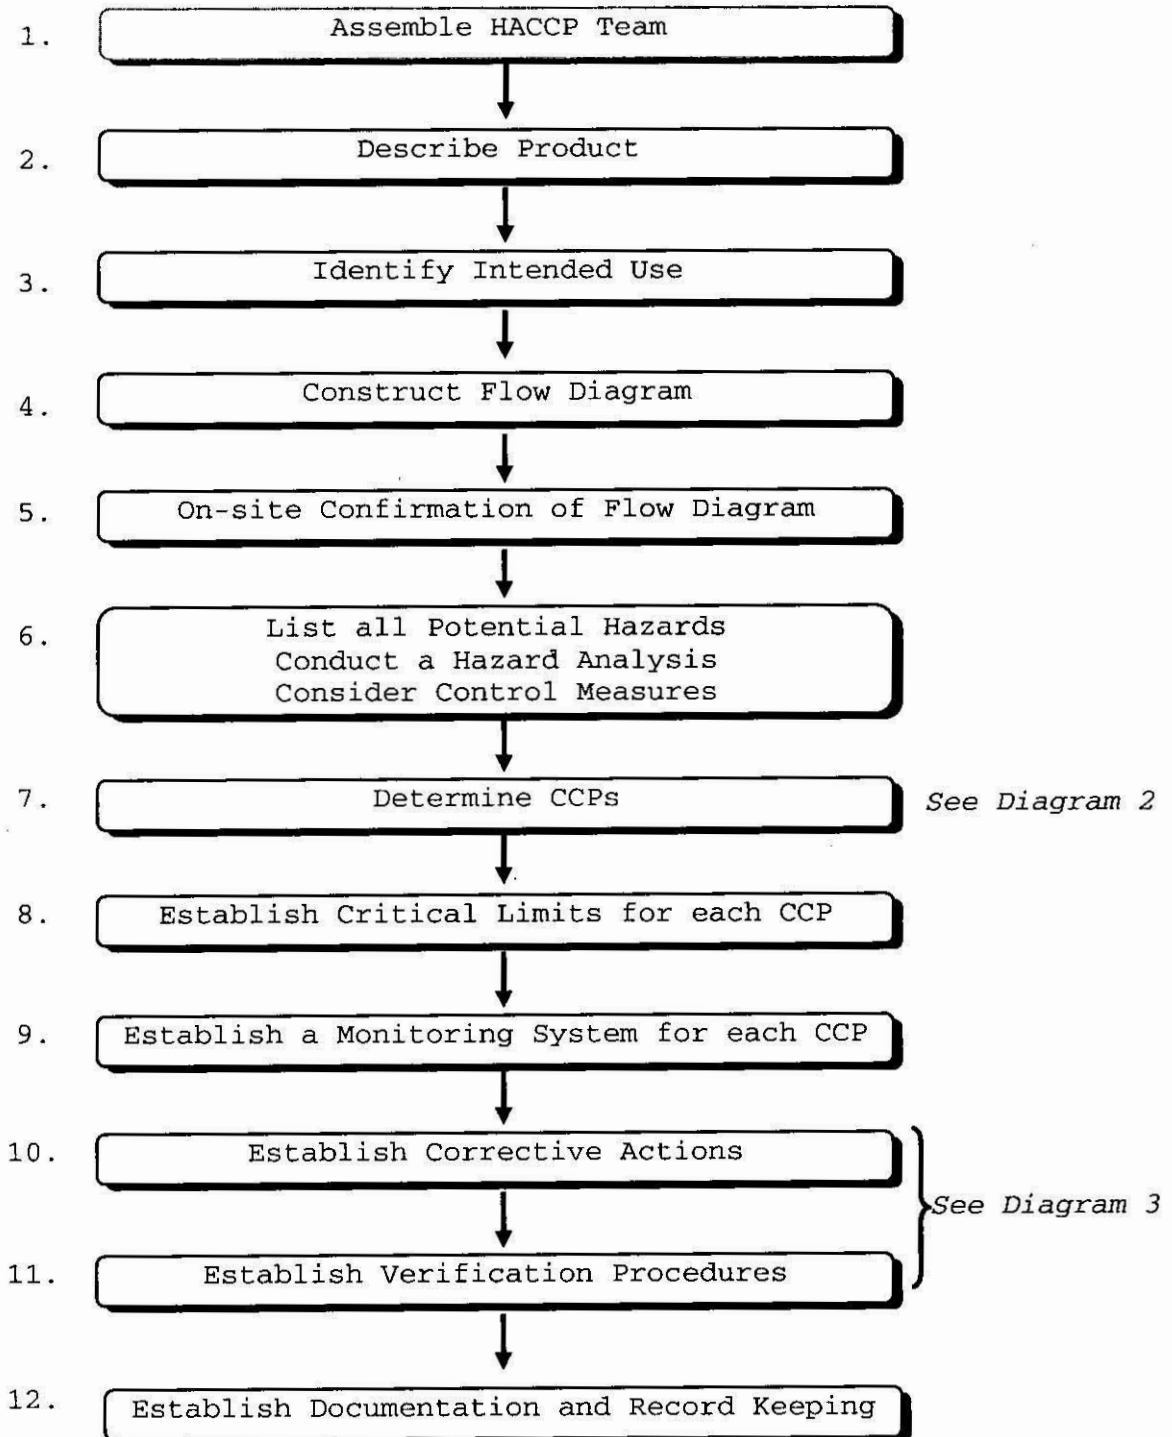 1. Assemble HACCP Team
2. Describe Product
3. Identify Intended Use
4. Construct Flow Diagram
5. On-site Confirmation of Flow Diagram
6. List all Potential Hazards
Conduct a Hazard Analysis
Consider Control Measures
7. Determine CCPs See Diagram 2
8. Establish Critical Limits for each CCP
9. Establish a Monitoring System for each CCP
10. Establish Corrective Actions
See Diagram 3
11. Establish Verification Procedures
12. Establish Documentation and Record Keeping